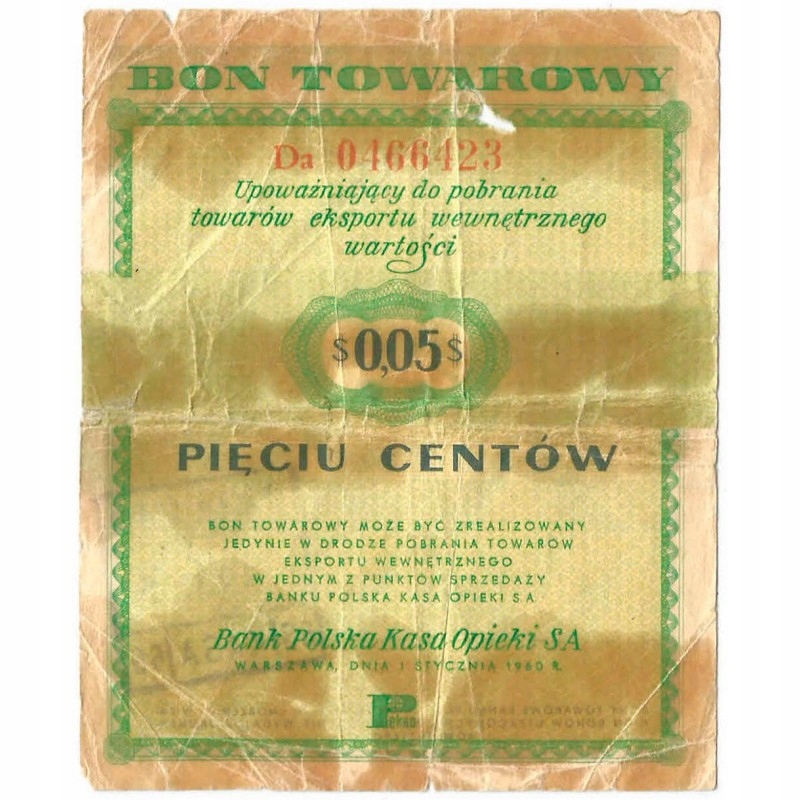 BON TOWAROWY
Da 0466423
Upoważniający do pobrania
towarów eksportu wewnętrznego
wartości
$0,05$
PIĘCIU CENTÓW
BON TOWAROWY MOŻE BYĆ ZREALIZOWANY
JEDYNIE W DRODZE POBRANIA TOWARÓW
EKSPORTU WEWNĘTRZNEGO
W JEDNYM Z PUNKTÓW SPRZEDAŻY
BANKU POLSKA KASA OPIEKI S A
Bank Polska Kasa Opieki SA
WARSZAWA, DNIA 1 STYCZNIA 1960 R.
Pekao